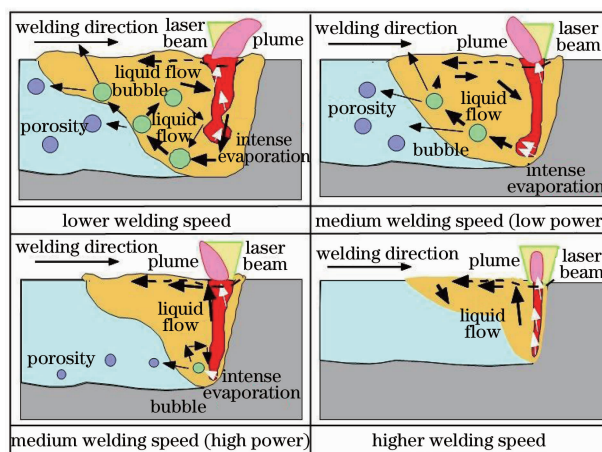 welding direction
laser
beam
plume
liquid flow
bubble
porosity
liquid
flow
intense
evaporation
lower welding speed
welding direction
plume
laser
beam
liquid
flow
porosity
bubble
intense
evaporation
medium welding speed (low power)
welding direction
plume
laser
beam
liquid
flow
porosity
intense
evaporation
bubble
medium welding speed (high power)
welding direction
plume
laser
beam
liquid
flow
higher welding speed